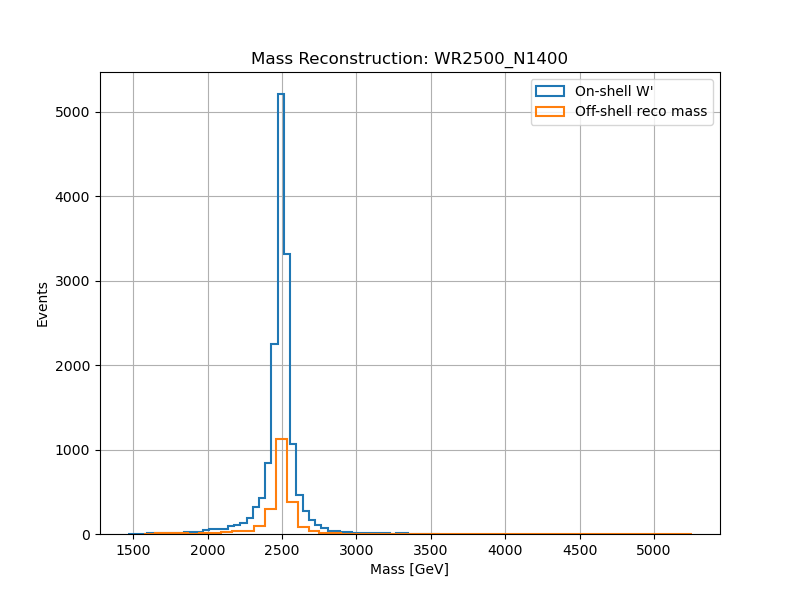 Mass Reconstruction: WR2500_N1400
On-shell W'
Off-shell reco mass
5000
4000
3000
2000
1000
0
Events
1500 2000 2500 3000 3500 4000 4500 5000
Mass [GeV]